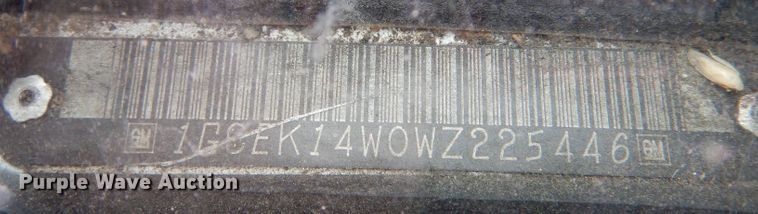 GM 1GCEK14W0WZ225446 GM
Purple Wave Auction